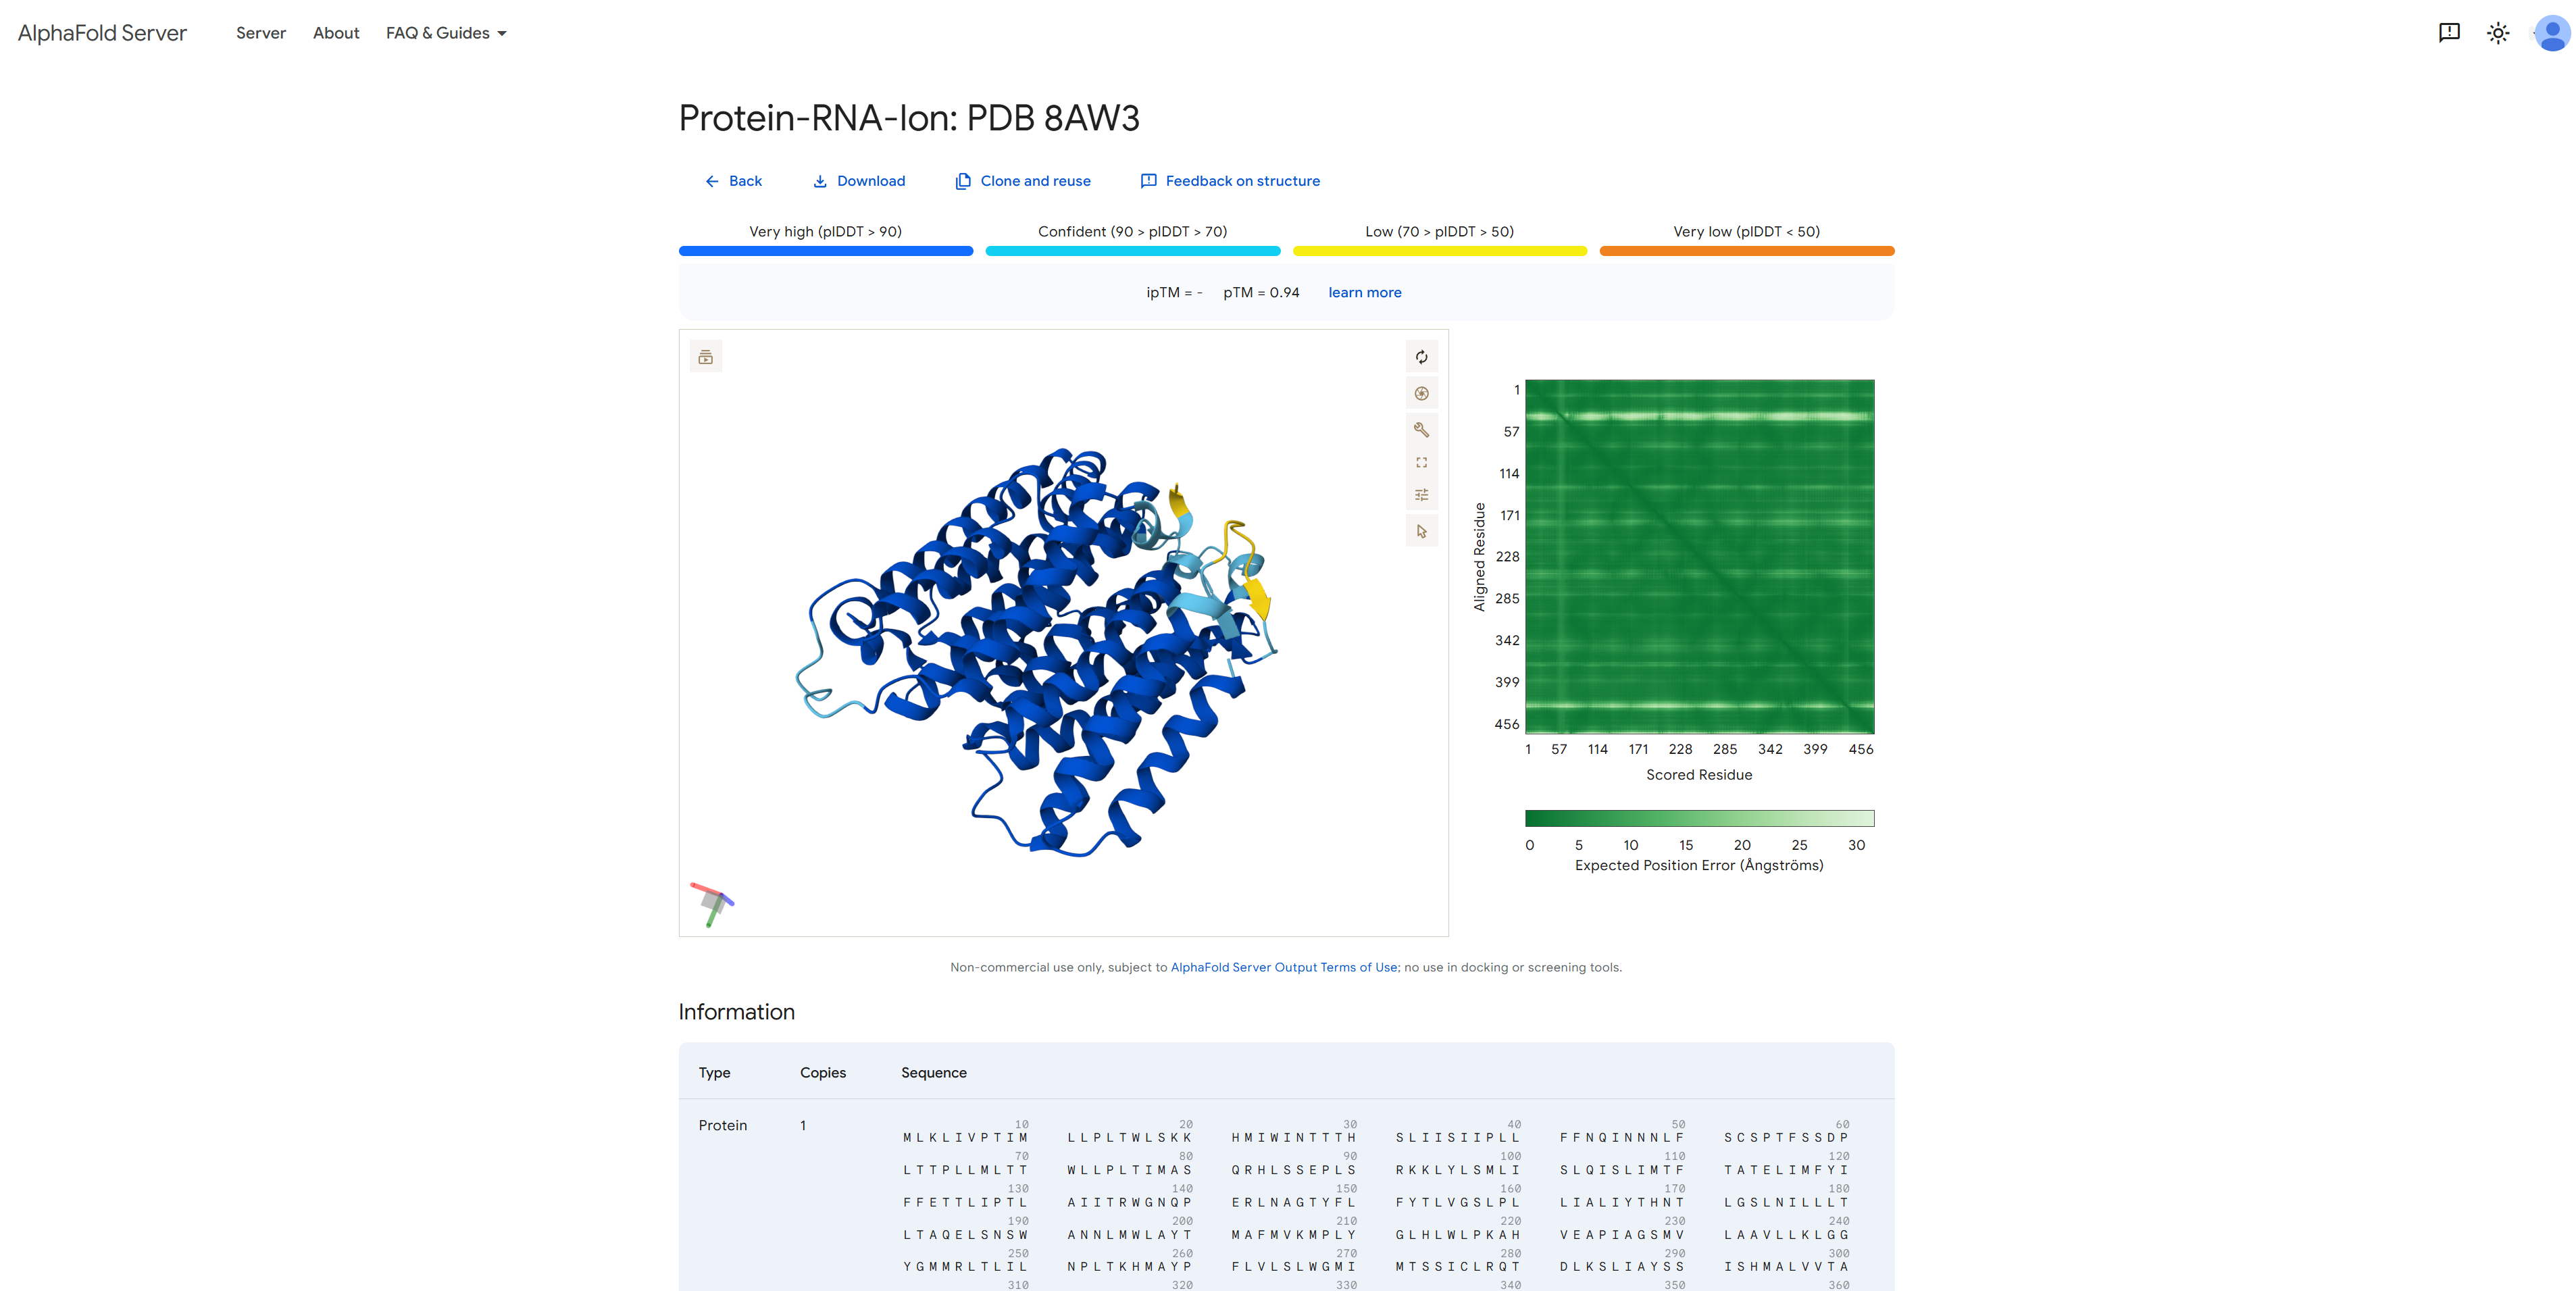 AlphaFold Server Server About FAQ & Guides
Protein-RNA-Ion: PDB 8AW3
Back Download Clone and reuse Feedback on structure
Very high (plDDT > 90) Confident (90 > plDDT > 70) Low (70 > plDDT > 50) Very low (plDDT < 50)
ipTM = - pTM = 0.94 learn more
Aligned Residue
1
57
114
171
228
285
342
399
456
1 57 114 171 228 285 342 399 456
Scored Residue
0 5 10 15 20 25 30
Expected Position Error (Ångströms)
Non-commercial use only, subject to AlphaFold Server Output Terms of Use; no use in docking or screening tools.
Information
Type Copies Sequence
10 20 30 40 50 60
Protein 1 MLKLIVPTIM LLPLTWLSKK HMIWINTTTH SLIISIIPLL FFNQINNNLF SCSPTFSSDP
70 80 90 100 110 120
LTTPLLMLTT WLLPLTIMAS QRHLSSEPLS RKKLYLSMLI SLQISLIMTF TATELIMFYI
130 140 150 160 170 180
FFETTLIPTL AIITRWGNQP ERLNAGTYFL FYTLVGSLPL LIALIYTHNT LGSLNILLLT
190 200 210 220 230 240
LTAQELSNSW ANNLMWLAYT MAFMVKMPLY GLHLWLPKAH VEAPIAGSMV LAAVLLKLGG
250 260 270 280 290 300
YGMMRLTLIL NPLTKHMAYP FLVLSLWGMI MTSSICLRQT DLKSLIAYSS ISHMALVVTA
310 320 330 340 350 360